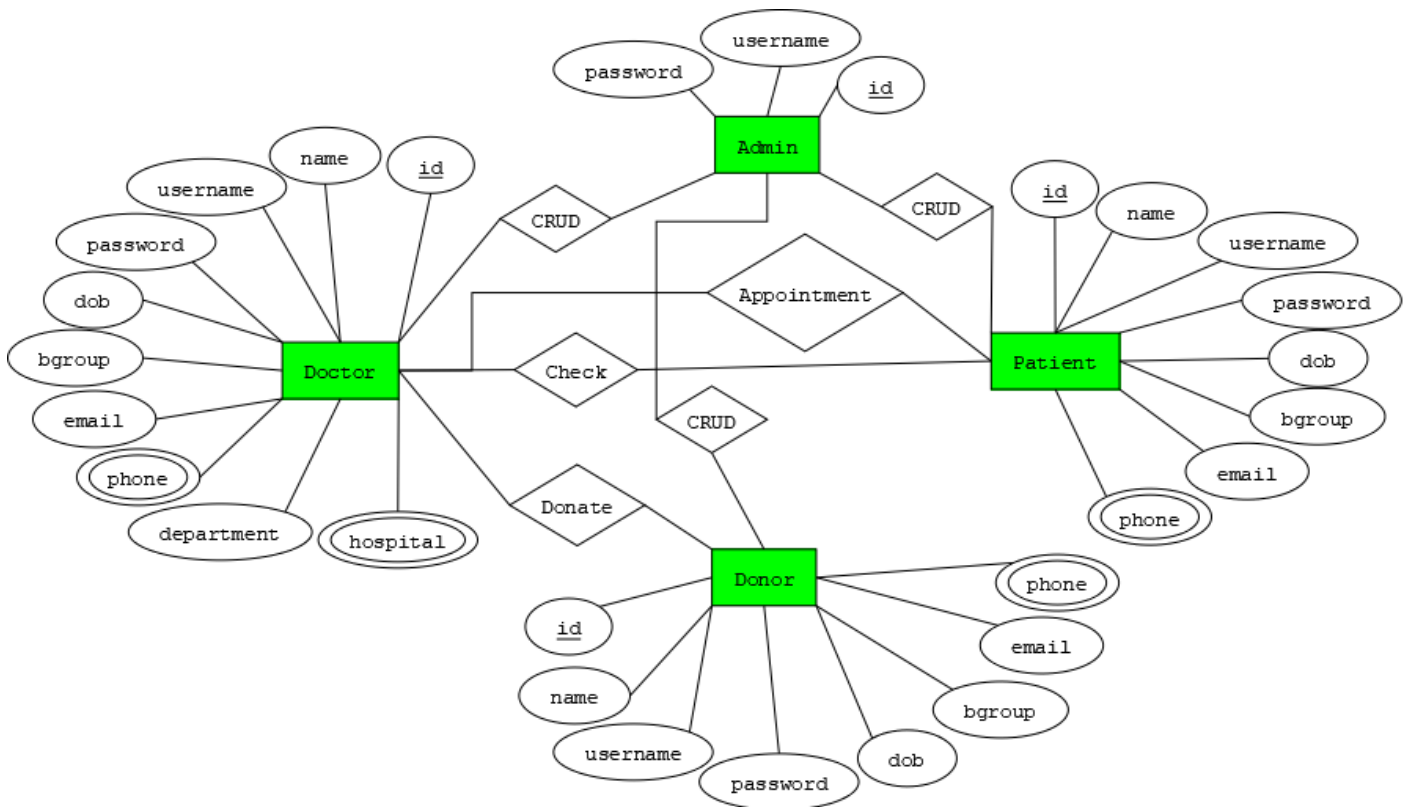 username
password
id
Admin
name
id
username
password
dob
bgroup
email
phone
department
hospital
Doctor
CRUD
CRUD
Appointment
Check
CRUD
Donate
id
name
username
password
dob
bgroup
email
phone
Patient
Donor
id
name
username
password
dob
bgroup
email
phone